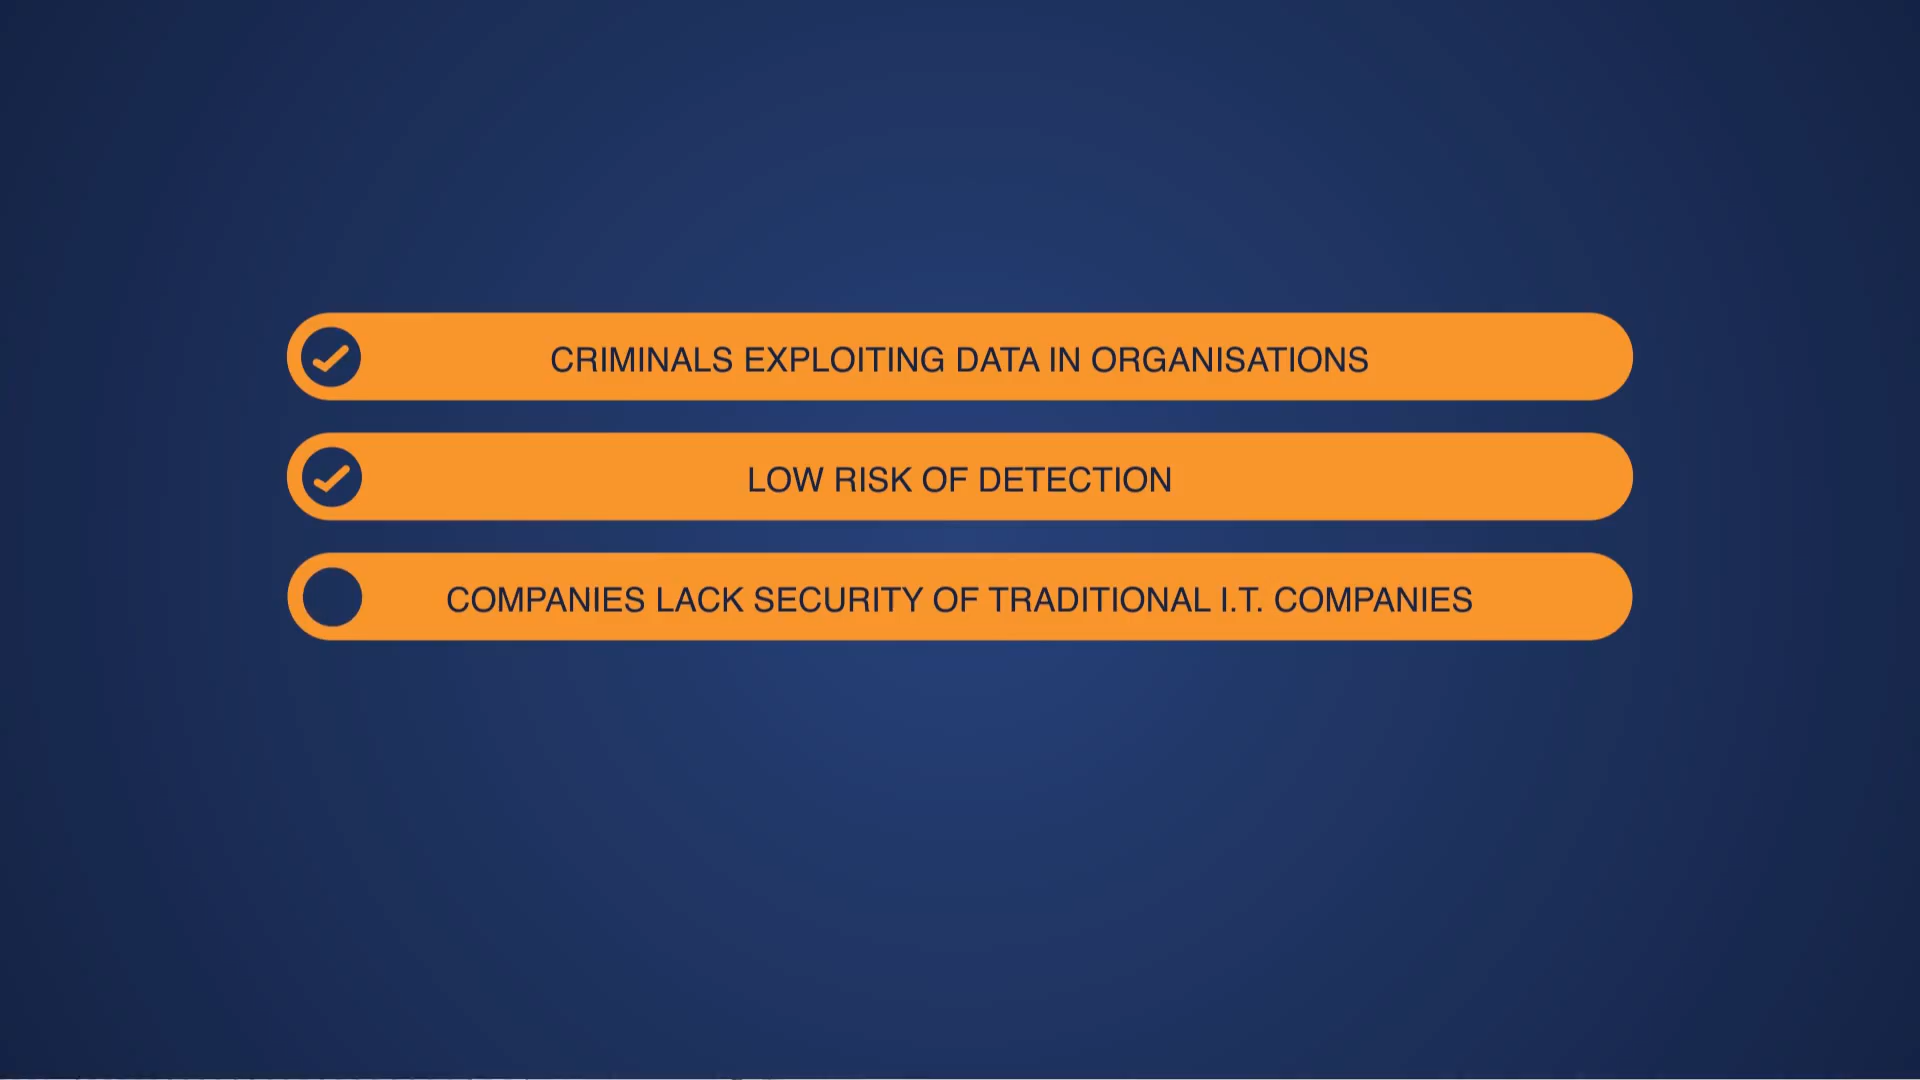 CRIMINALS EXPLOITING DATA IN ORGANISATIONS
LOW RISK OF DETECTION
COMPANIES LACK SECURITY OF TRADITIONAL I.T. COMPANIES